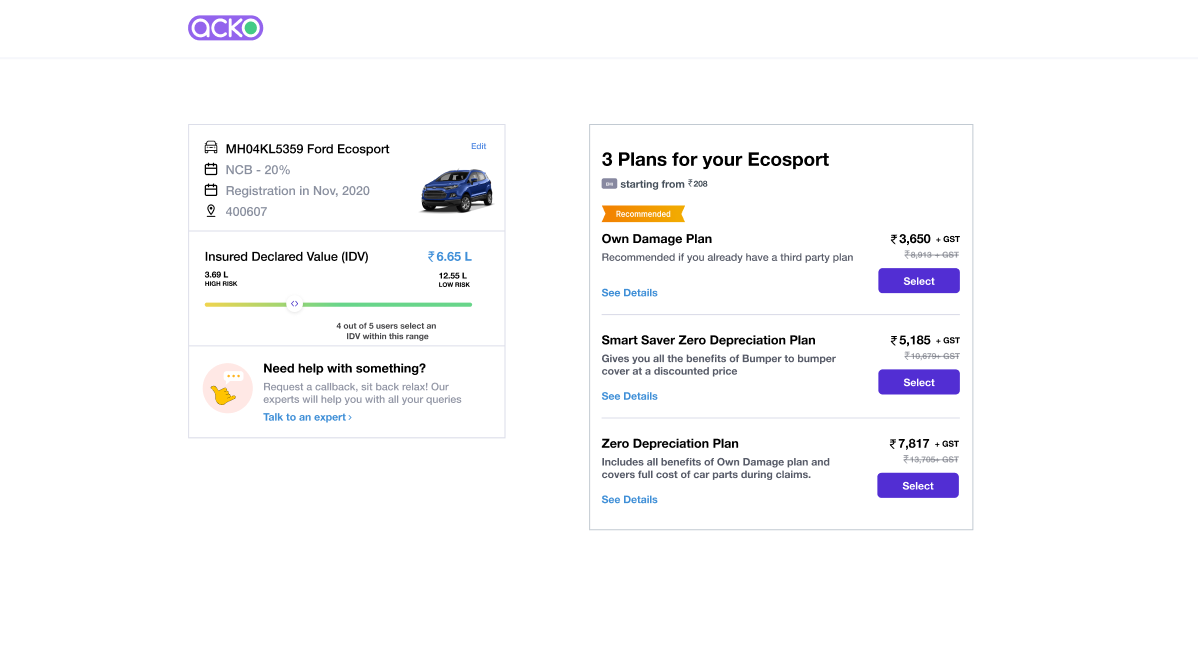 acko
MH04KL5359 Ford Ecosport
Edit
NCB - 20%
Registration in Nov, 2020
400607
Insured Declared Value (IDV)
₹ 6.65 L
3.69 L
HIGH RISK
12.55 L
LOW RISK
4 out of 5 users select an
IDV within this range
Need help with something?
Request a callback, sit back relax! Our
experts will help you with all your queries
Talk to an expert ›
3 Plans for your Ecosport
starting from ₹ 208
Recommended
Own Damage Plan
₹ 3,650 + GST
Recommended if you already have a third party plan
₹ 8,913 + GST
Select
See Details
Smart Saver Zero Depreciation Plan
₹ 5,185 + GST
Gives you all the benefits of Bumper to bumper
cover at a discounted price
₹ 10,679+ GST
Select
See Details
Zero Depreciation Plan
₹ 7,817 + GST
Includes all benefits of Own Damage plan and
covers full cost of car parts during claims.
₹ 13,705+ GST
Select
See Details